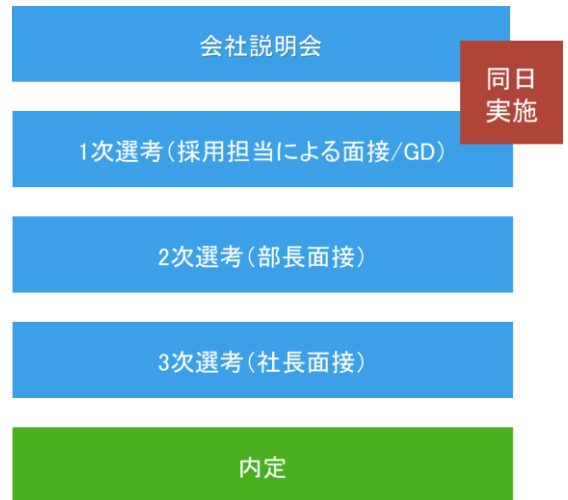 会社説明会
同日
実施
1次選考（採用担当による面接/GD）
2次選考（部長面接）
3次選考（社長面接）
内定